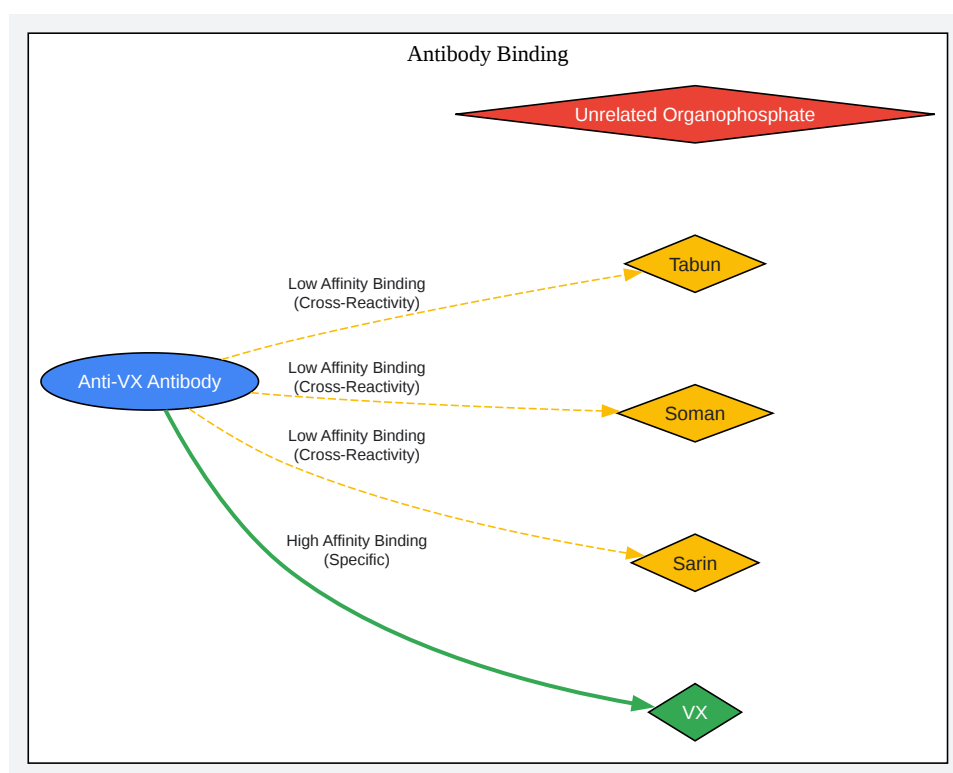 Antibody Binding
Unrelated Organophosphate
Tabun
Low Affinity Binding
(Cross-Reactivity)
Anti-VX Antibody
Low Affinity Binding
(Cross-Reactivity)
Soman
Low Affinity Binding
(Cross-Reactivity)
High Affinity Binding
(Specific)
Sarin
VX